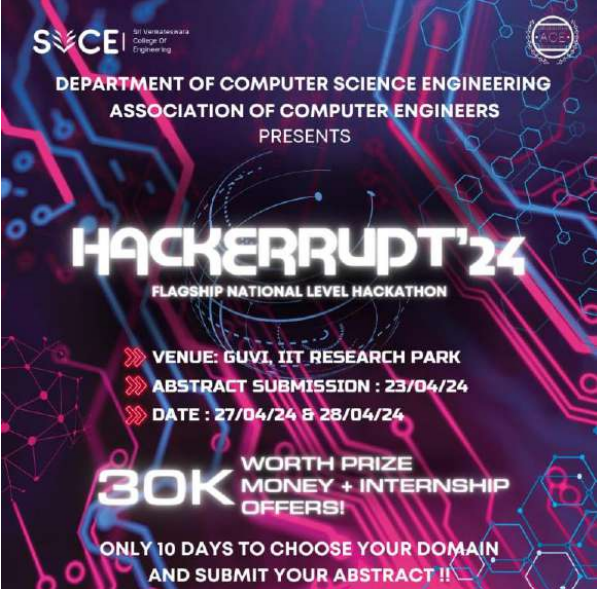 SVCE
Sri Venkateswara
College Of
Engineering
ACE
DEPARTMENT OF COMPUTER SCIENCE ENGINEERING
ASSOCIATION OF COMPUTER ENGINEERS
PRESENTS
HACKERRUPT'24
FLAGSHIP NATIONAL LEVEL HACKATHON
VENUE: GUVI, IIT RESEARCH PARK
ABSTRACT SUBMISSION : 23/04/24
DATE : 27/04/24 & 28/04/24
30K
WORTH PRIZE
MONEY + INTERNSHIP
OFFERS!
ONLY 10 DAYS TO CHOOSE YOUR DOMAIN
AND SUBMIT YOUR ABSTRACT !!